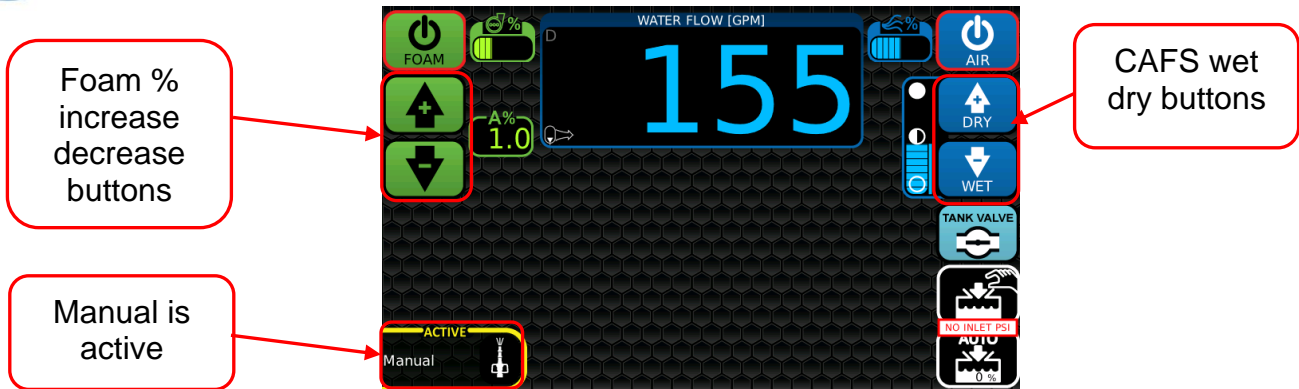 Foam %
increase
decrease
buttons
FOAM
%
WATER FLOW [GPM]
D
155
%
AIR
A%
1.0
DRY
WET
CAFS wet
dry buttons
TANK VALVE
Manual is
active
ACTIVE
Manual
NO INLET PSI
AUTO
0 %